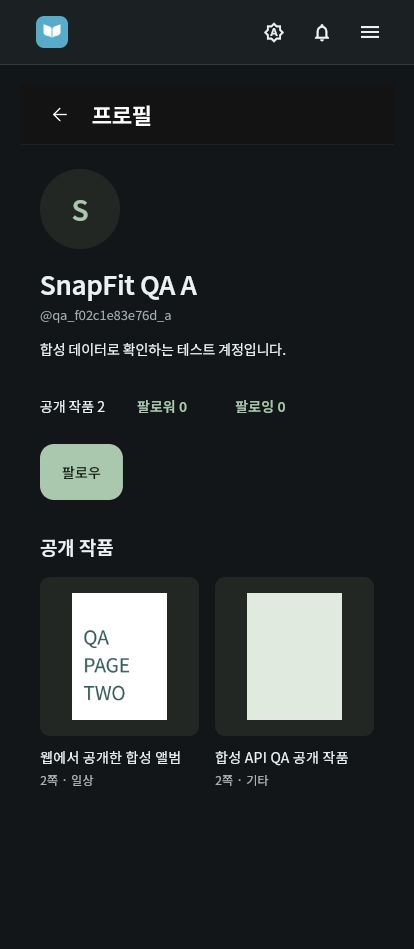 A
프로필
S
SnapFit QA A
@qa_f02c1e83e76d_a
합성 데이터로 확인하는 테스트 계정입니다.
공개 작품 2 팔로워 0 팔로잉 0
팔로우
공개 작품
QA
PAGE
TWO
웹에서 공개한 합성 앨범
2쪽 · 일상
합성 API QA 공개 작품
2쪽 · 기타